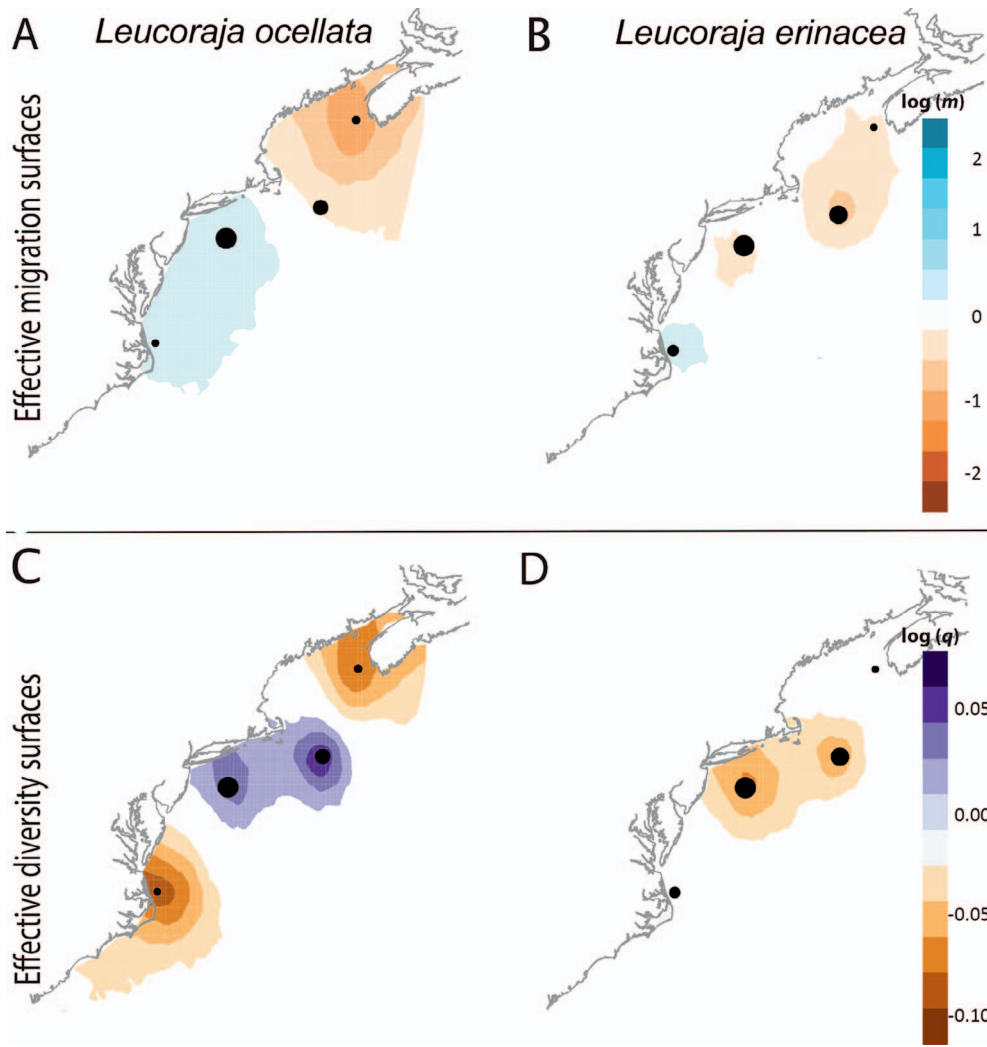 A
Leucoraja ocellata
B
Leucoraja erinacea
Effective migration surfaces
log (m)
2
1
0
-1
-2
C
D
Effective diversity surfaces
log (q)
0.05
0.00
-0.05
-0.10